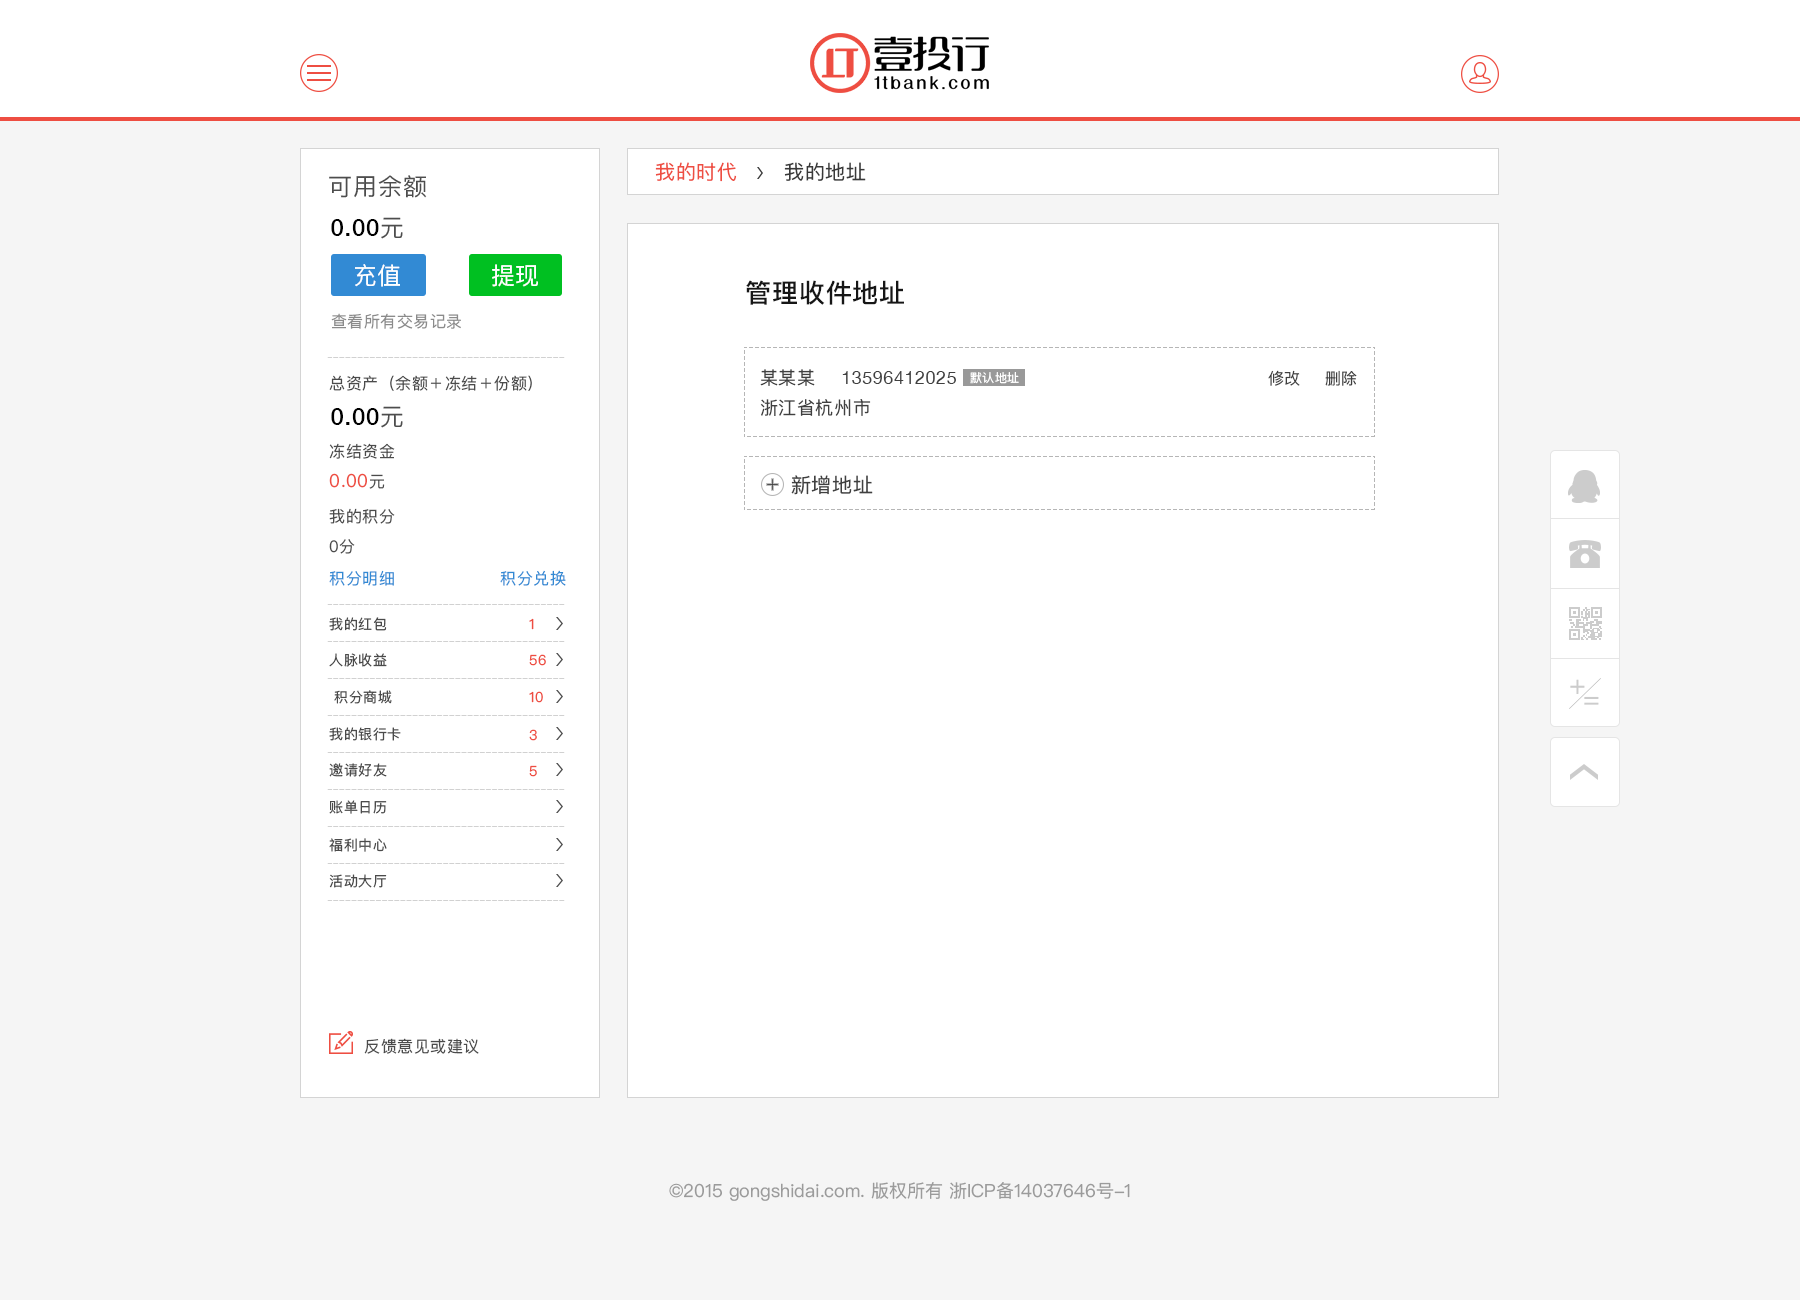 壹投行
1tbank.com
可用余额
0.00元
充值 提现
查看所有交易记录
总资产（余额＋冻结＋份额）
0.00元
冻结资金
0.00元
我的积分
0分
积分明细 积分兑换
我的红包 1
人脉收益 56
积分商城 10
我的银行卡 3
邀请好友 5
账单日历
福利中心
活动大厅
反馈意见或建议
我的时代 > 我的地址
管理收件地址
某某某 13596412025 默认地址 修改 删除
浙江省杭州市
新增地址
©2015 gongshidai.com. 版权所有 浙ICP备14037646号-1